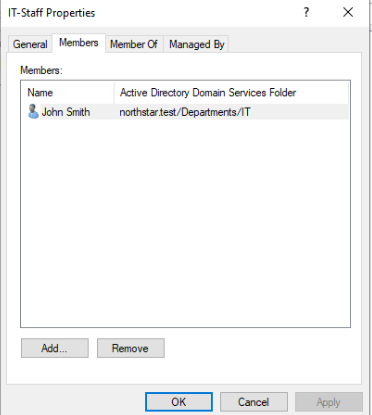 IT-Staff Properties ? ×
General Members Member Of Managed By
Members:
Name Active Directory Domain Services Folder
John Smith northstar.test/Departments/IT
Add... Remove
OK Cancel Apply